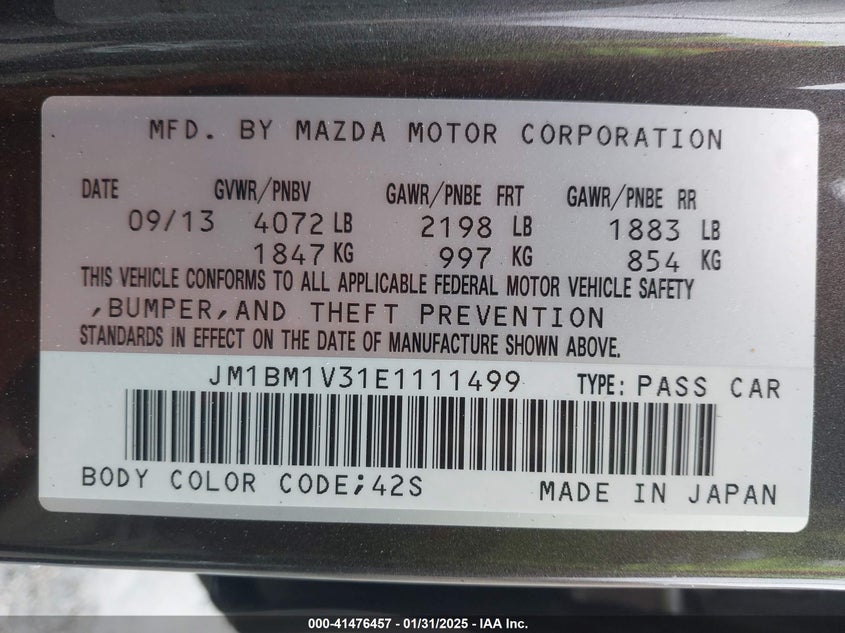 MFD. BY MAZDA MOTOR CORPORATION
DATE GVWR/PNBV GAWR/PNBE FRT GAWR/PNBE RR
09/13 4072 LB 2198 LB 1883 LB
1847 KG 997 KG 854 KG
THIS VEHICLE CONFORMS TO ALL APPLICABLE FEDERAL MOTOR VEHICLE SAFETY
,BUMPER,AND THEFT PREVENTION
STANDARDS IN EFFECT ON THE DATE OF MANUFACTURE SHOWN ABOVE.
JM1BM1V31E1111499 TYPE: PASS CAR
BODY COLOR CODE;42S MADE IN JAPAN
000-41476457 - 01/31/2025 - IAA Inc.